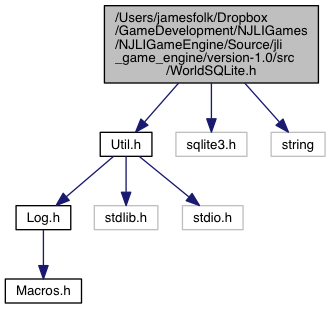 /Users/jamesfolk/Dropbox
/GameDevelopment/NJLIGames
/NJLIGameEngine/Source/jli
_game_engine/version-1.0/src
/WorldSQLite.h
Util.h
sqlite3.h
string
Log.h
stdlib.h
stdio.h
Macros.h